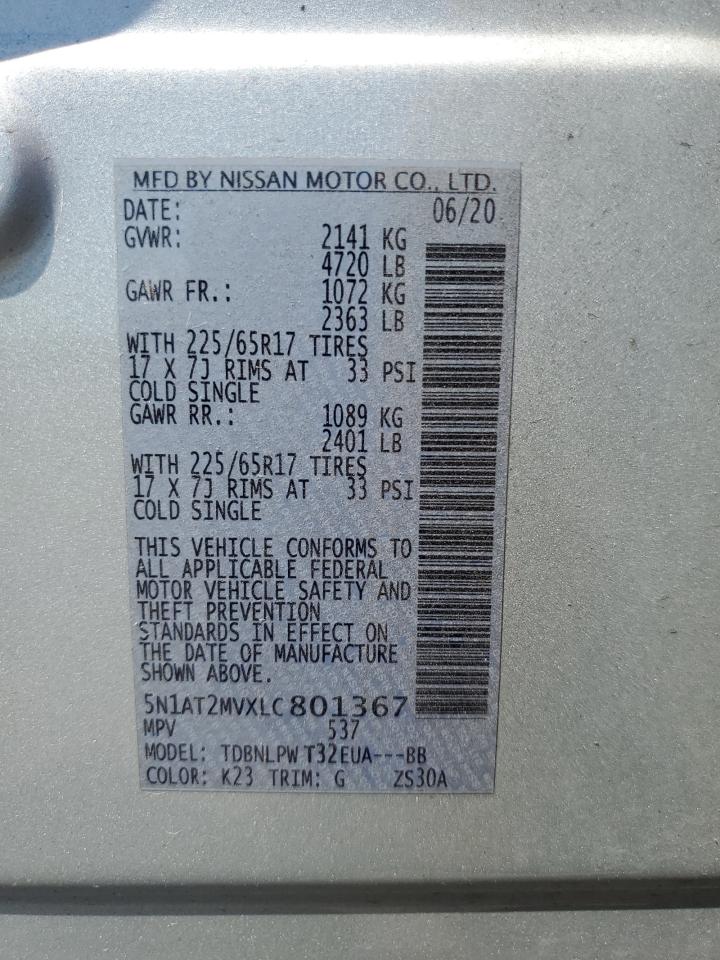 MFD BY NISSAN MOTOR CO., LTD.
DATE: 06/20
GVWR: 2141 KG
4720 LB
GAWR FR.: 1072 KG
2363 LB
WITH 225/65R17 TIRES
17 X 7J RIMS AT 33 PSI
COLD SINGLE
GAWR RR.: 1089 KG
2401 LB
WITH 225/65R17 TIRES
17 X 7J RIMS AT 33 PSI
COLD SINGLE
THIS VEHICLE CONFORMS TO
ALL APPLICABLE FEDERAL
MOTOR VEHICLE SAFETY AND
THEFT PREVENTION
STANDARDS IN EFFECT ON
THE DATE OF MANUFACTURE
SHOWN ABOVE.
5N1AT2MVXLC801367
MPV 537
MODEL: TDBNLPW T32EUA---BB
COLOR: K23 TRIM: G ZS30A